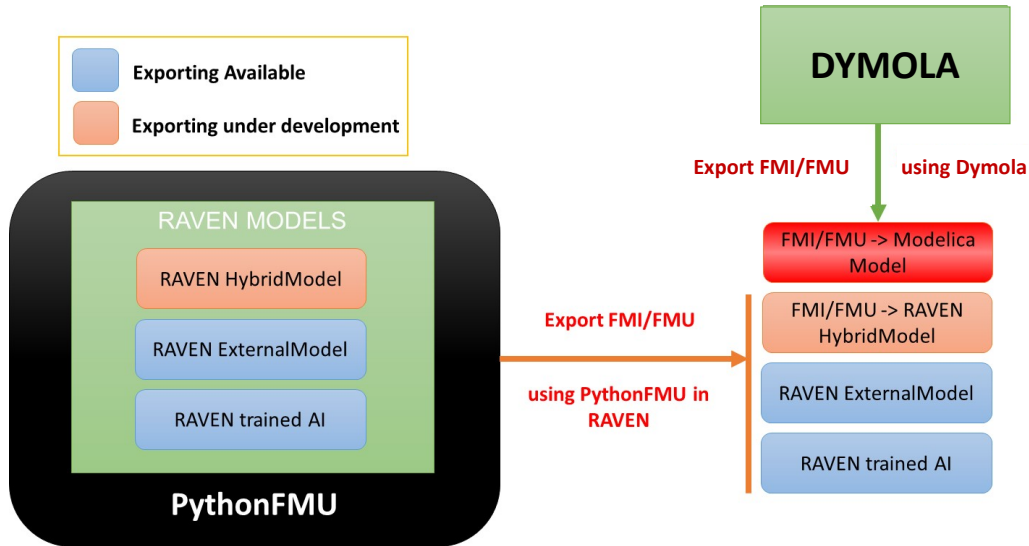 Exporting Available
Exporting under development
RAVEN MODELS
RAVEN HybridModel
RAVEN ExternalModel
RAVEN trained AI
PythonFMU
Export FMI/FMU
using PythonFMU in
RAVEN
DYMOLA
Export FMI/FMU using Dymola
FMI/FMU -> Modelica
Model
FMI/FMU -> RAVEN
HybridModel
RAVEN ExternalModel
RAVEN trained AI